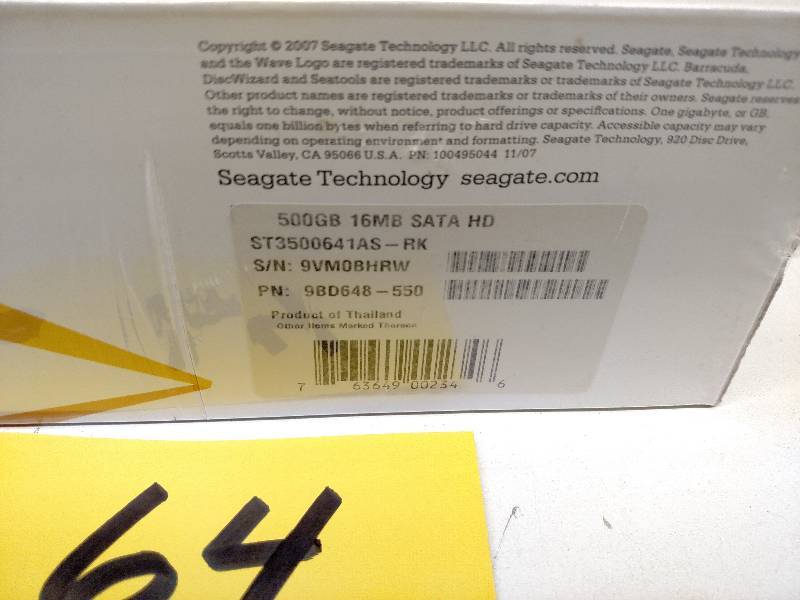 Copyright © 2007 Seagate Technology LLC. All rights reserved. Seagate, Seagate Technology
and the Wave Logo are registered trademarks of Seagate Technology LLC. Barracuda,
DiscWizard and Seatools are registered trademarks or trademarks of Seagate Technology LLC.
Other product names are registered trademarks or trademarks of their owners. Seagate reserves
the right to change, without notice, product offerings or specifications. One gigabyte, or GB,
equals one billion bytes when referring to hard drive capacity. Accessible capacity may vary
depending on operating environment and formatting. Seagate Technology, 920 Disc Drive,
Scotts Valley, CA 95066 U.S.A. PN: 100495044 11/07
Seagate Technology seagate.com
500GB 16MB SATA HD
ST3500641AS-RK
S/N: 9VM0BHRW
PN: 9BD648-550
Product of Thailand
Other Items Marked Thereon
7 63649 00254 6
64